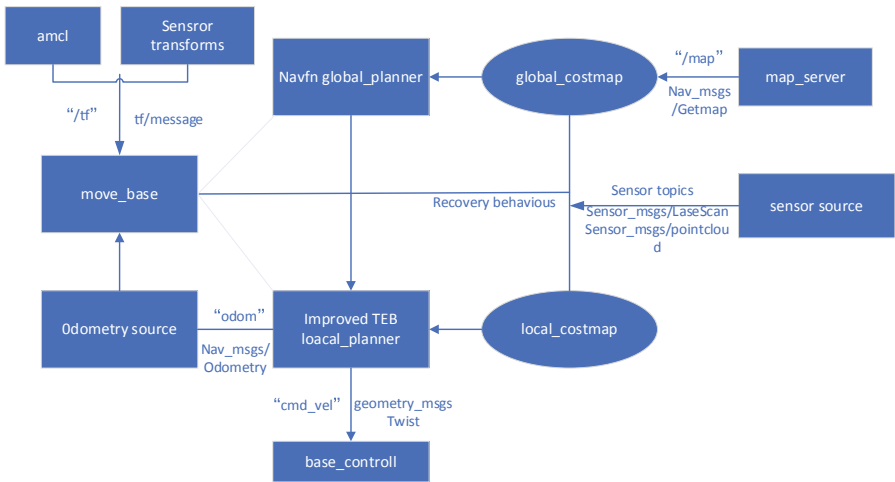 amcl
Sensror
transforms
Navfn global_planner
global_costmap
“/map”
Nav_msgs
/Getmap
map_server
“/tf”
tf/message
move_base
Recovery behavious
Sensor topics
Sensor_msgs/LaseScan
Sensor_msgs/pointclou
d
sensor source
0dometry source
“odom”
Nav_msgs/
Odometry
Improved TEB
loacal_planner
local_costmap
“cmd_vel”
geometry_msgs
Twist
base_controll